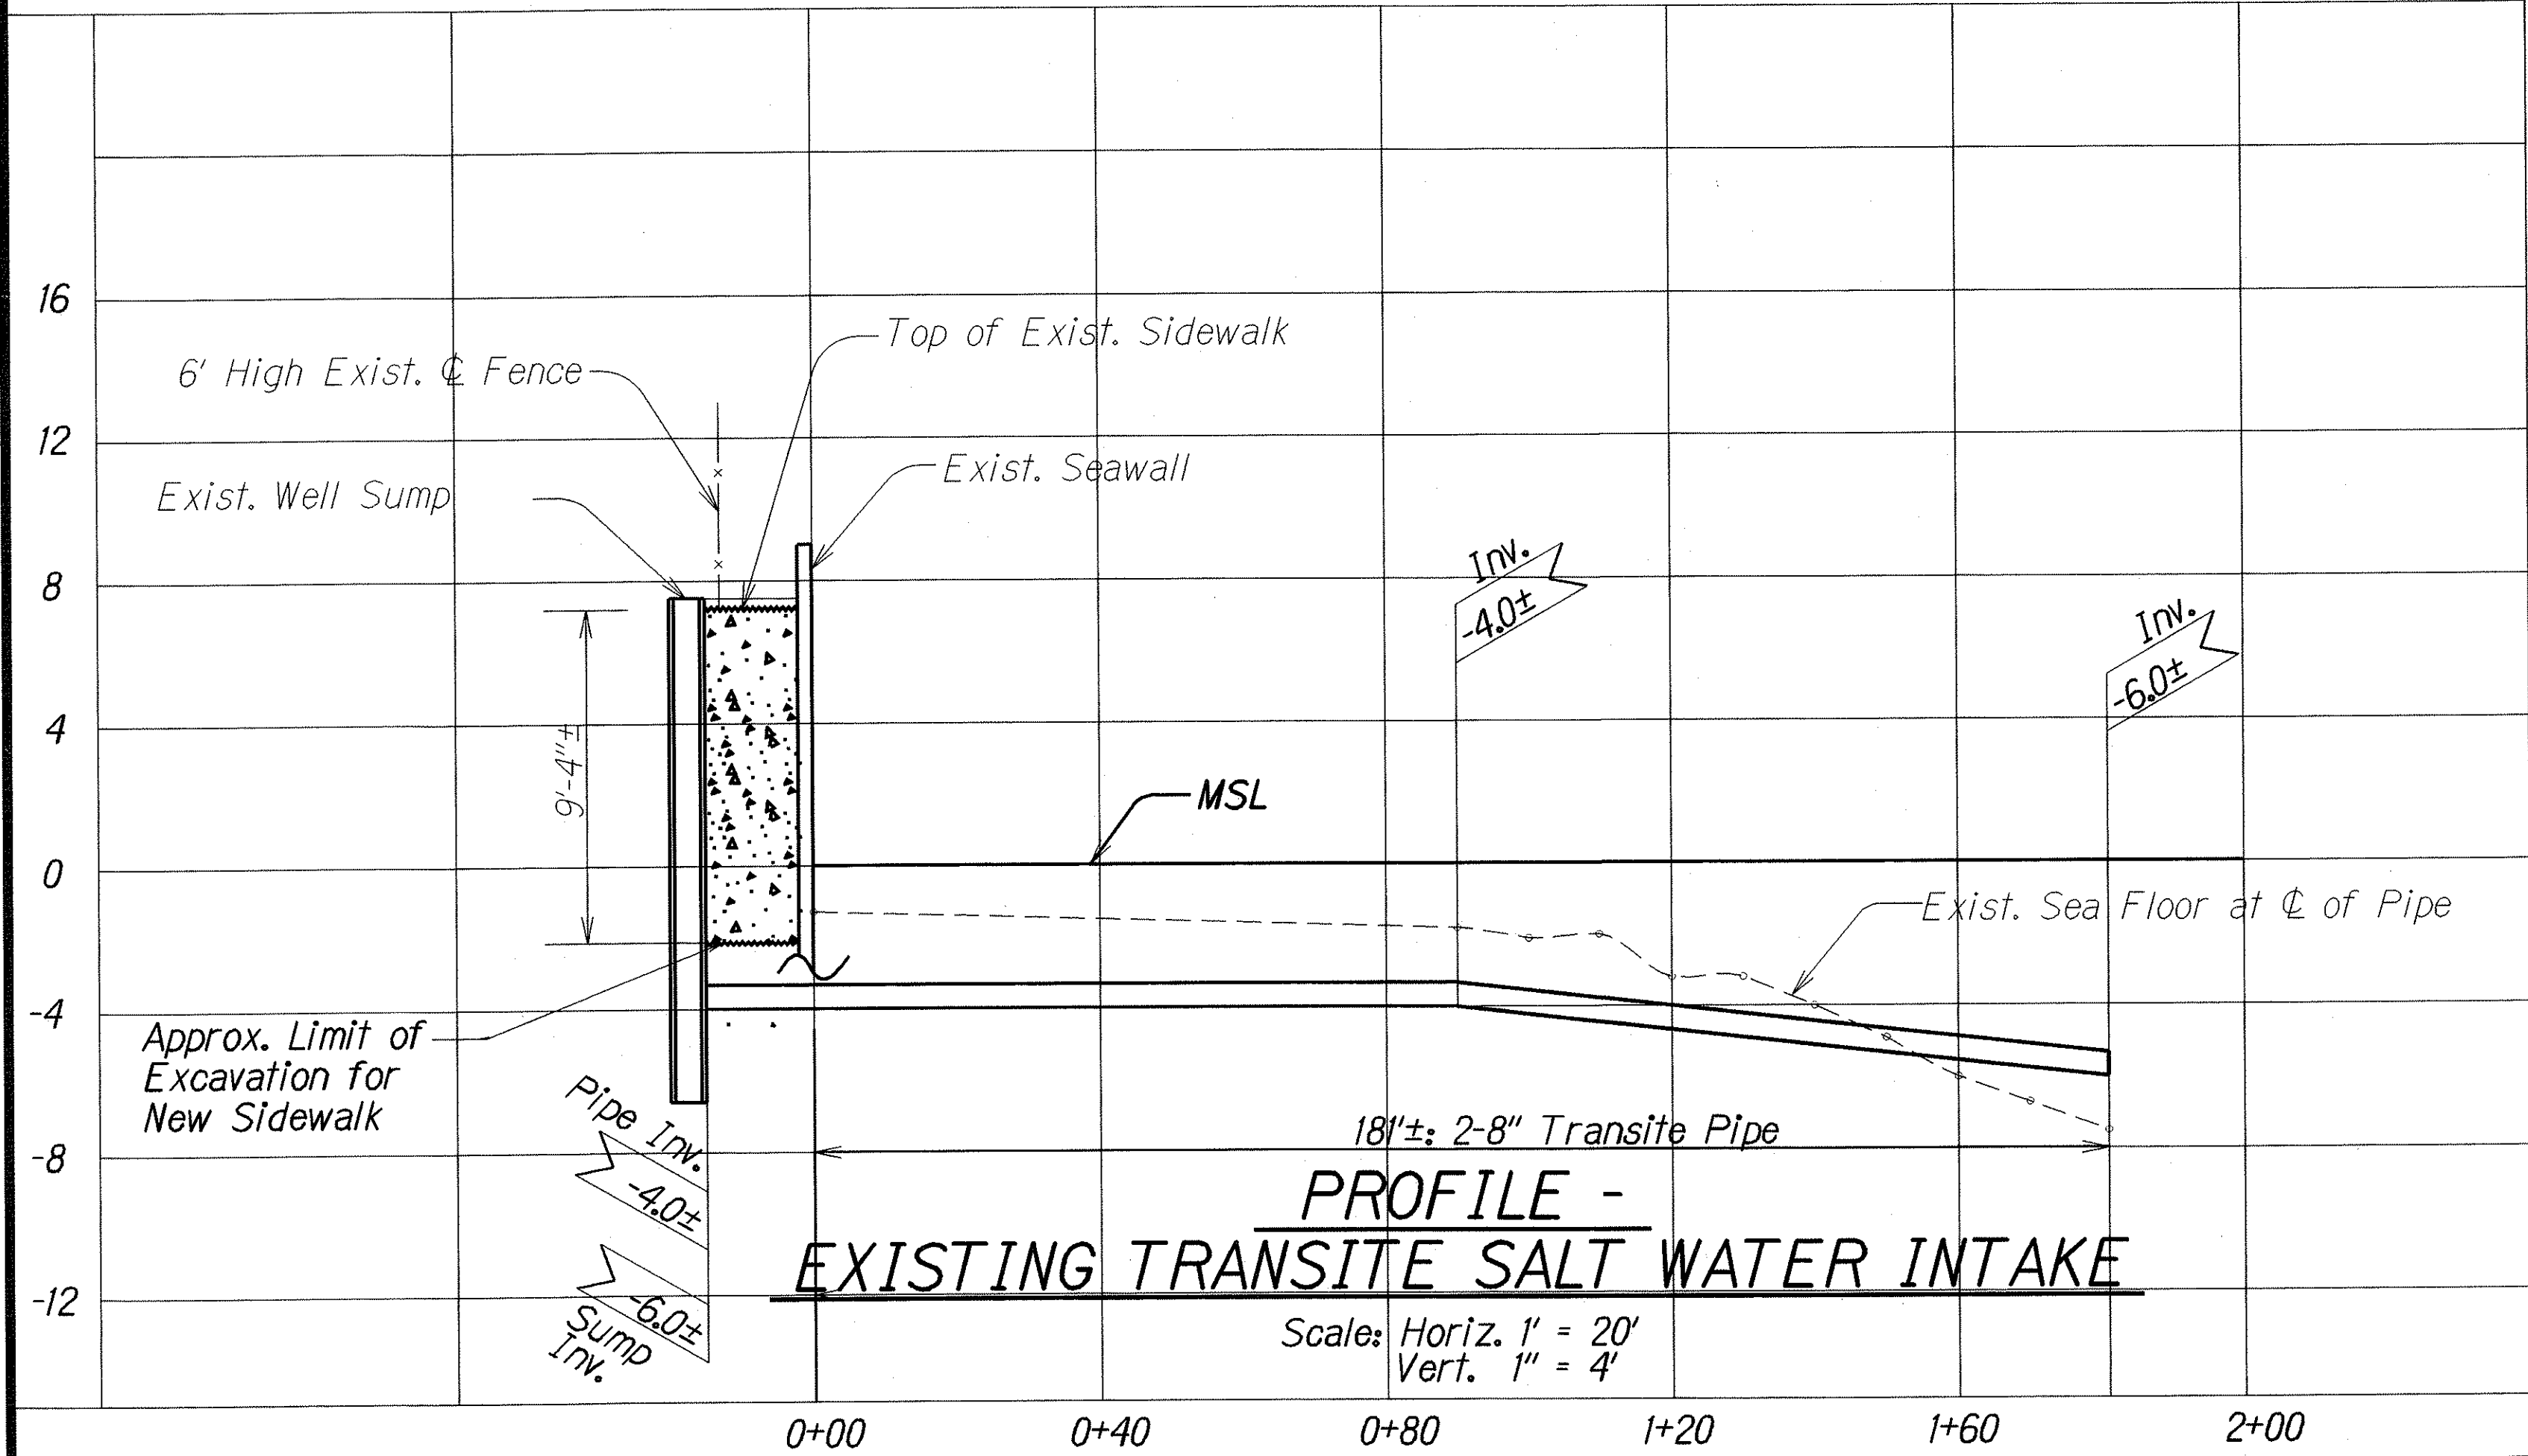 16
12
8
4
0
-4
-8
-12
Top of Exist. Sidewalk
6' High Exist. ℄ Fence
Exist. Seawall
Exist. Well Sump
Inv.
-4.0±
Inv.
-6.0±
9'-4"±
MSL
Exist. Sea Floor at ℄ of Pipe
Approx. Limit of
Excavation for
New Sidewalk
Pipe Inv.
-4.0±
-6.0±
Sump
Inv.
181'±: 2-8" Transite Pipe
PROFILE -
EXISTING TRANSITE SALT WATER INTAKE
Scale: Horiz. 1' = 20'
Vert. 1" = 4'
0+00 0+40 0+80 1+20 1+60 2+00